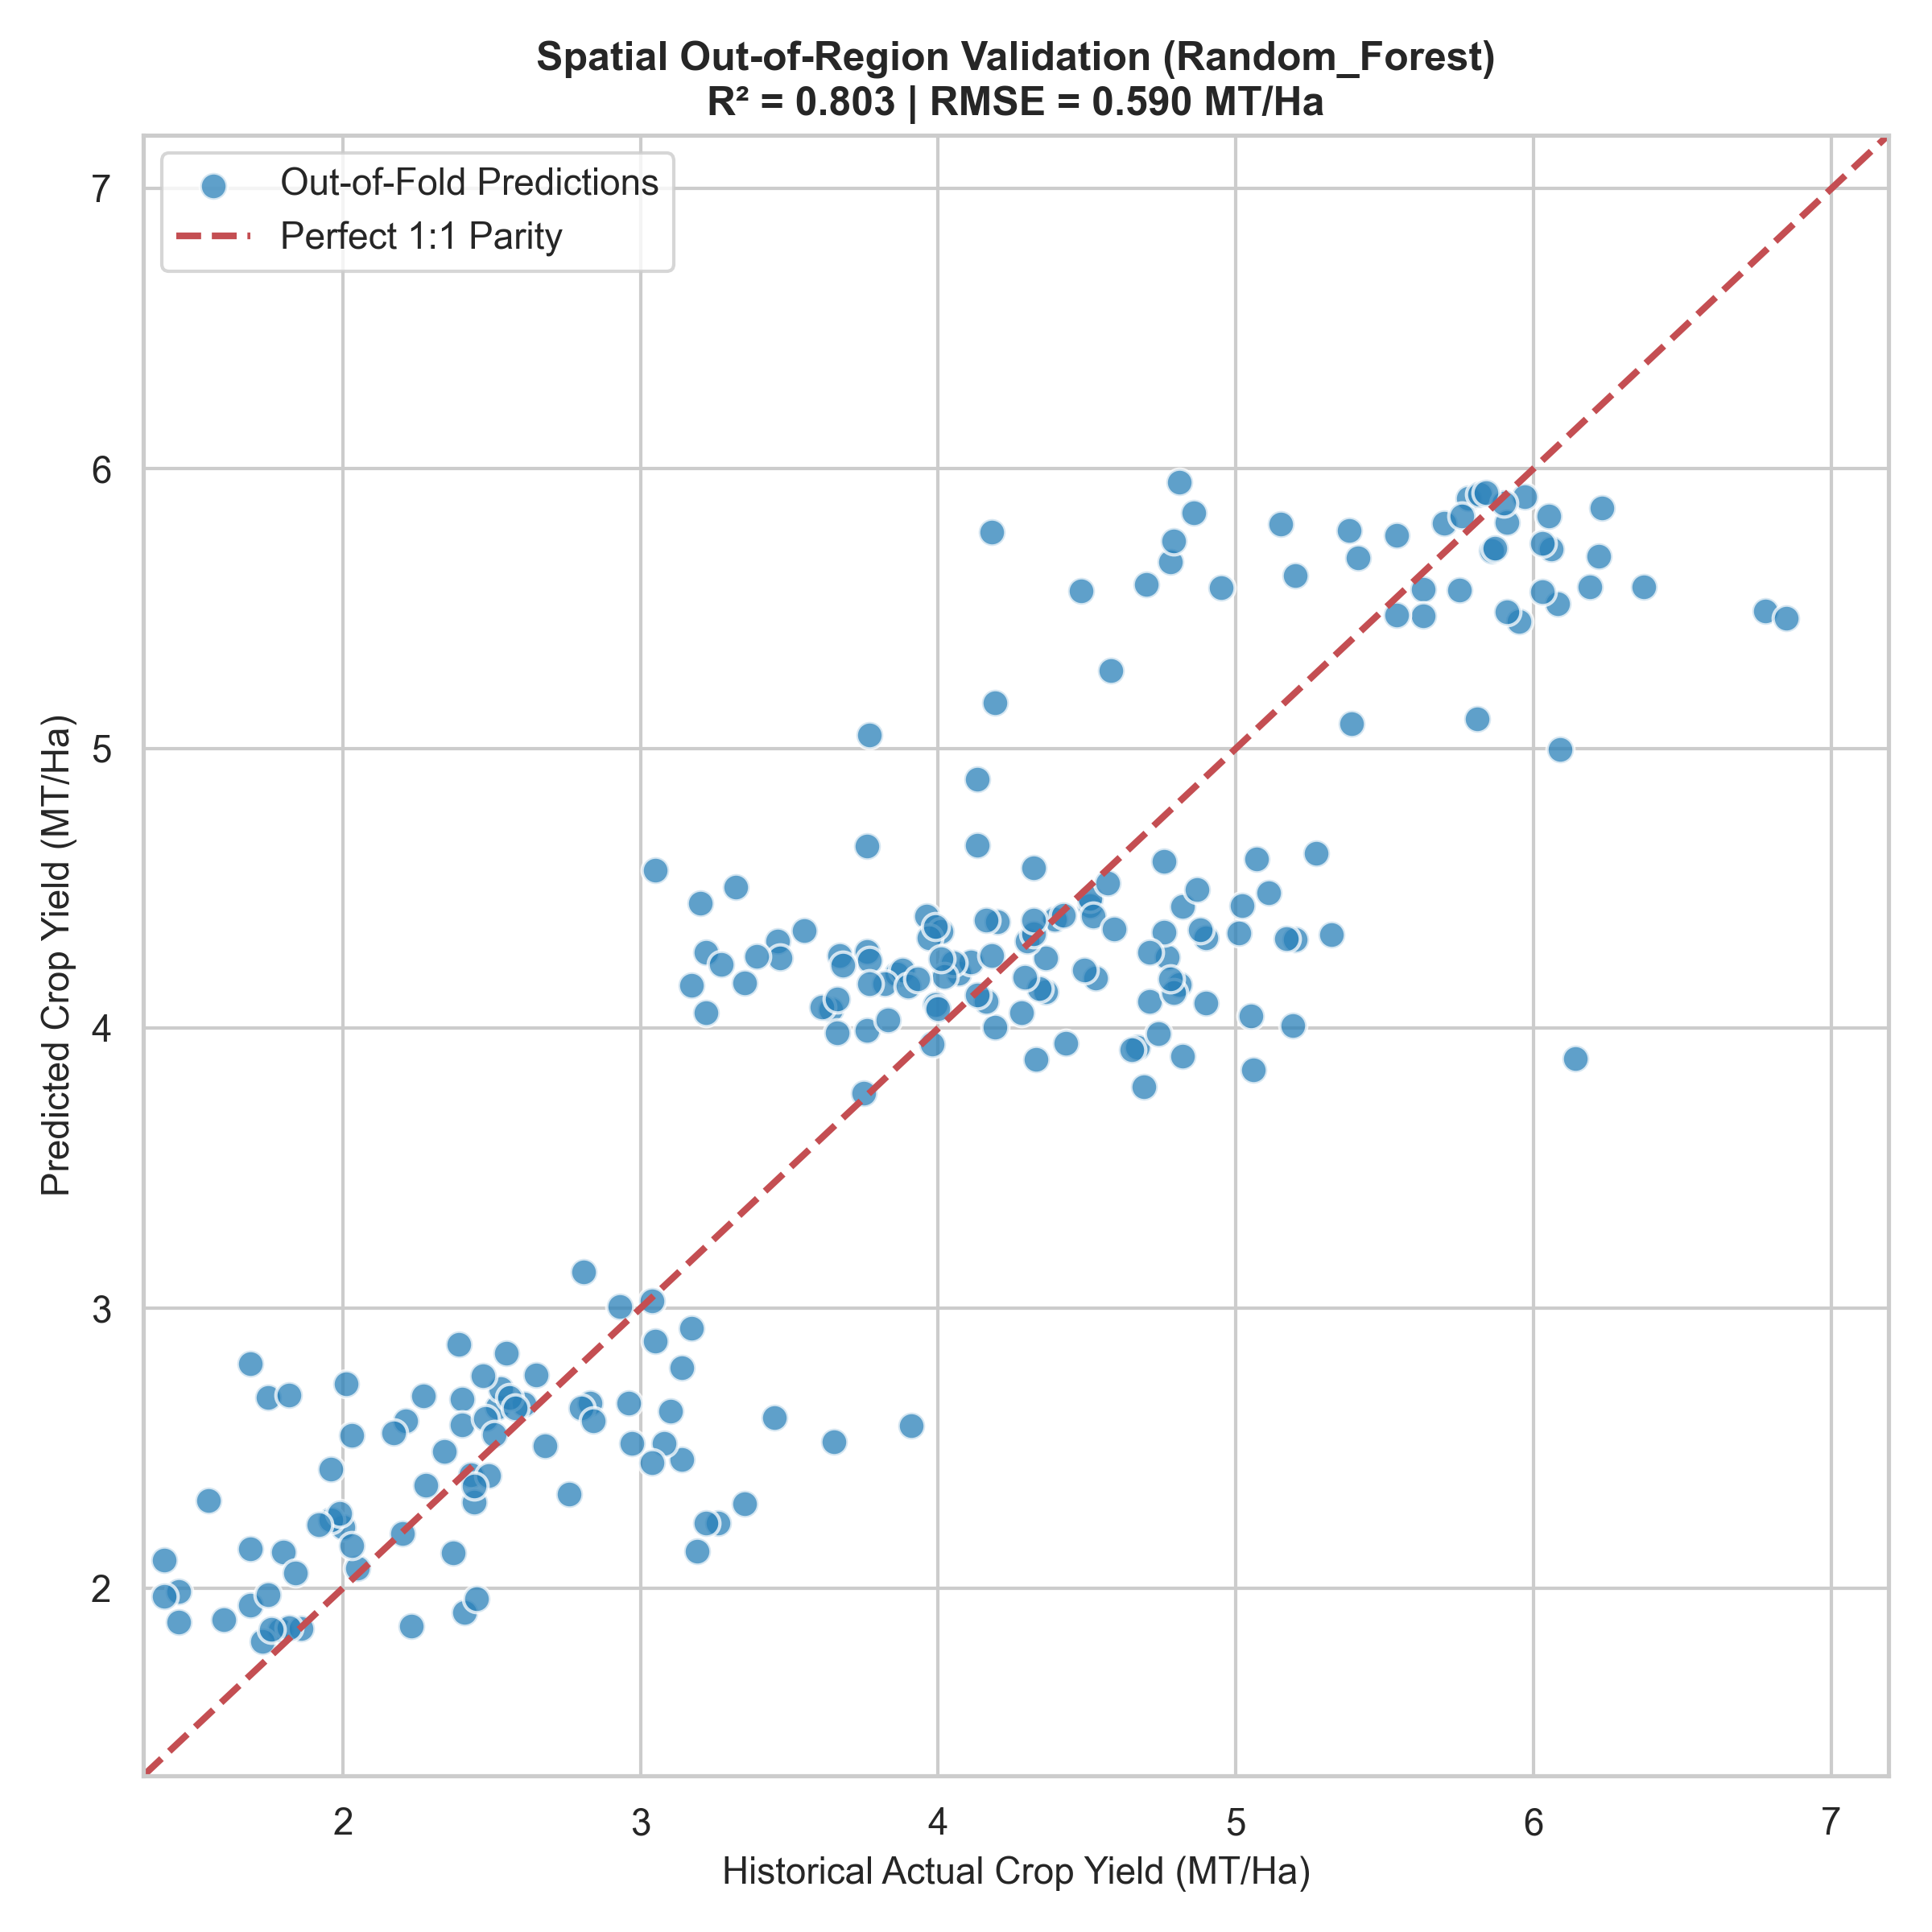 Spatial Out-of-Region Validation (Random_Forest)
R² = 0.803 | RMSE = 0.590 MT/Ha
Out-of-Fold Predictions
Perfect 1:1 Parity
7
6
5
4
3
2
Predicted Crop Yield (MT/Ha)
2 3 4 5 6 7
Historical Actual Crop Yield (MT/Ha)